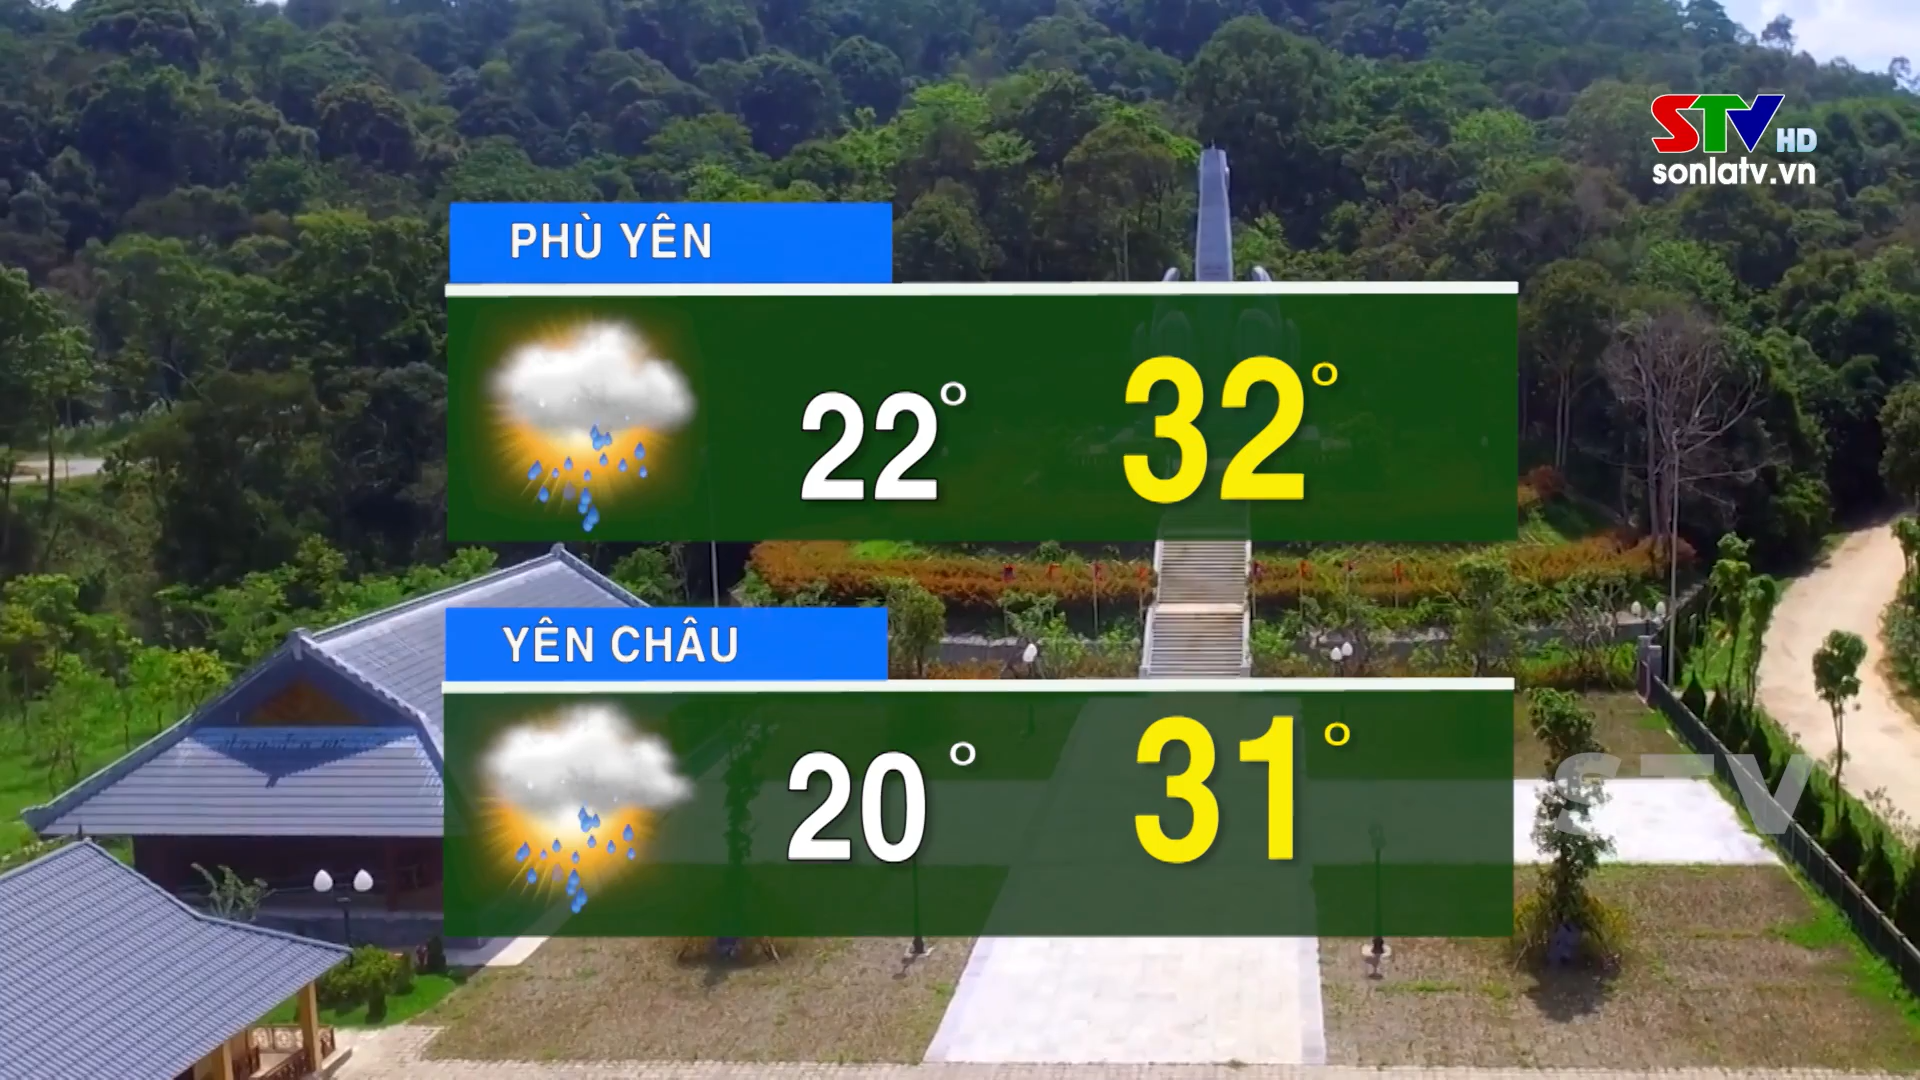 STV HD
sonlatv.vn
PHÙ YÊN
22° 32°
YÊN CHÂU
20° 31°
STV